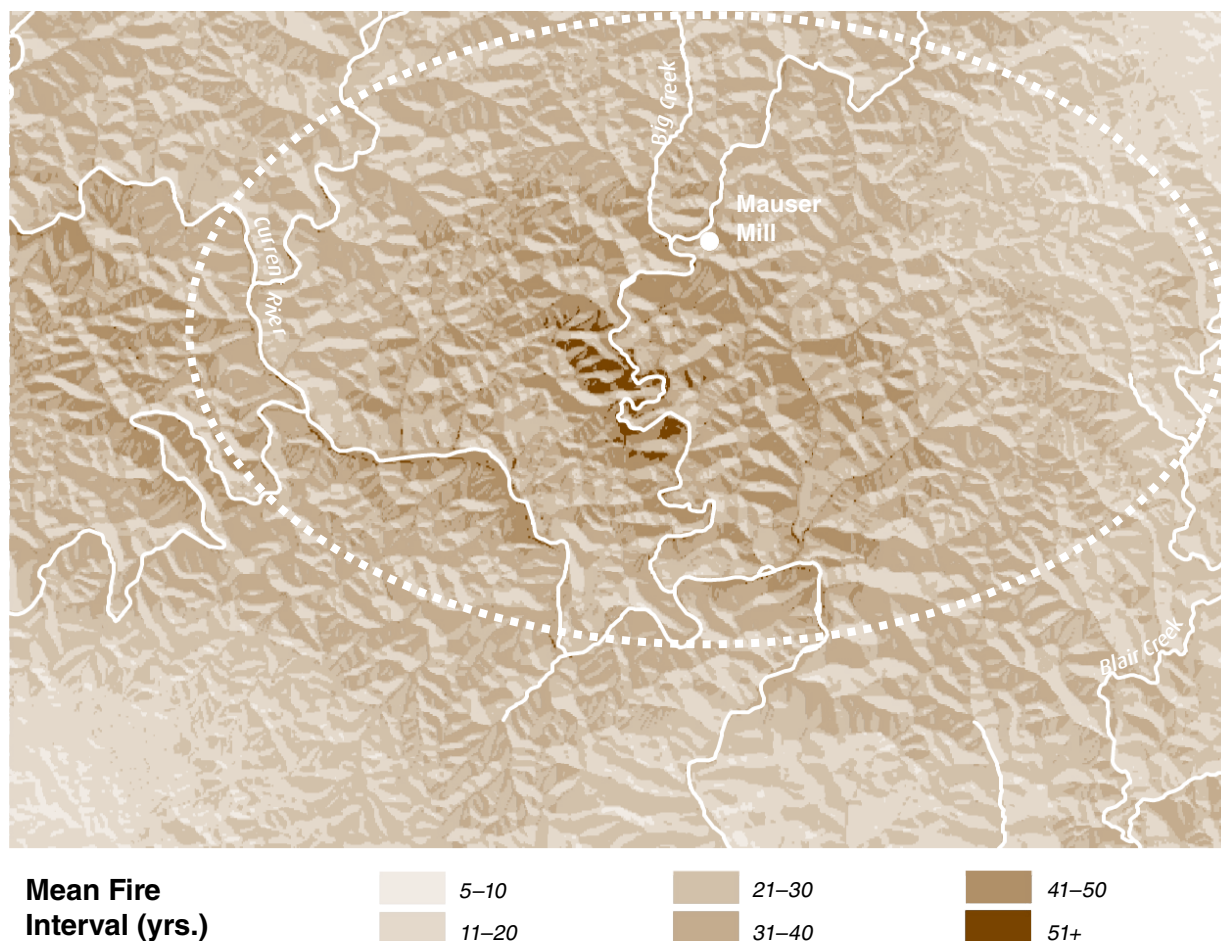 Big Creek
Mauser
Mill
Current River
Blair Creek
Mean Fire
Interval (yrs.)
5–10
11–20
21–30
31–40
41–50
51+